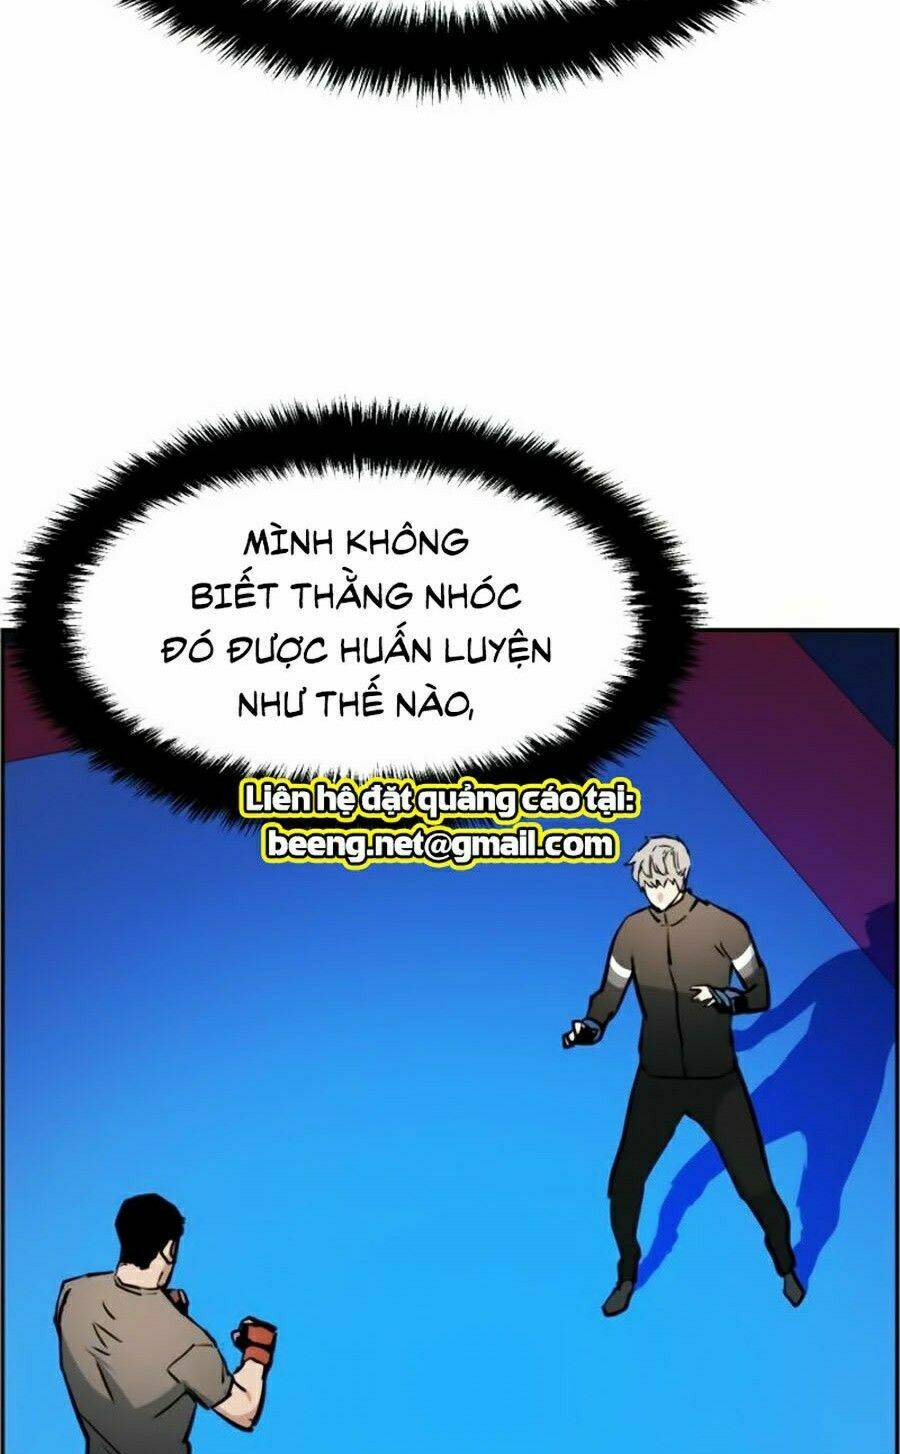 MÌNH KHÔNG
BIẾT THẰNG NHÓC
ĐÓ ĐƯỢC HUẤN LUYỆN
NHƯ THẾ NÀO,
Liên hệ đặt quảng cáo tại:
beeng.net@gmail.com